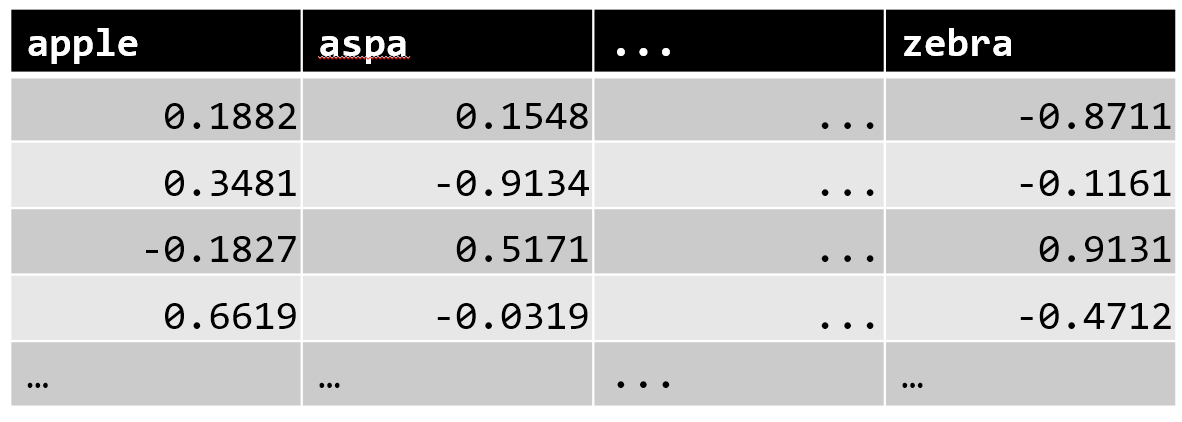 apple aspa ... zebra
0.1882 0.1548 ... -0.8711
0.3481 -0.9134 ... -0.1161
-0.1827 0.5171 ... 0.9131
0.6619 -0.0319 ... -0.4712
… … ... …